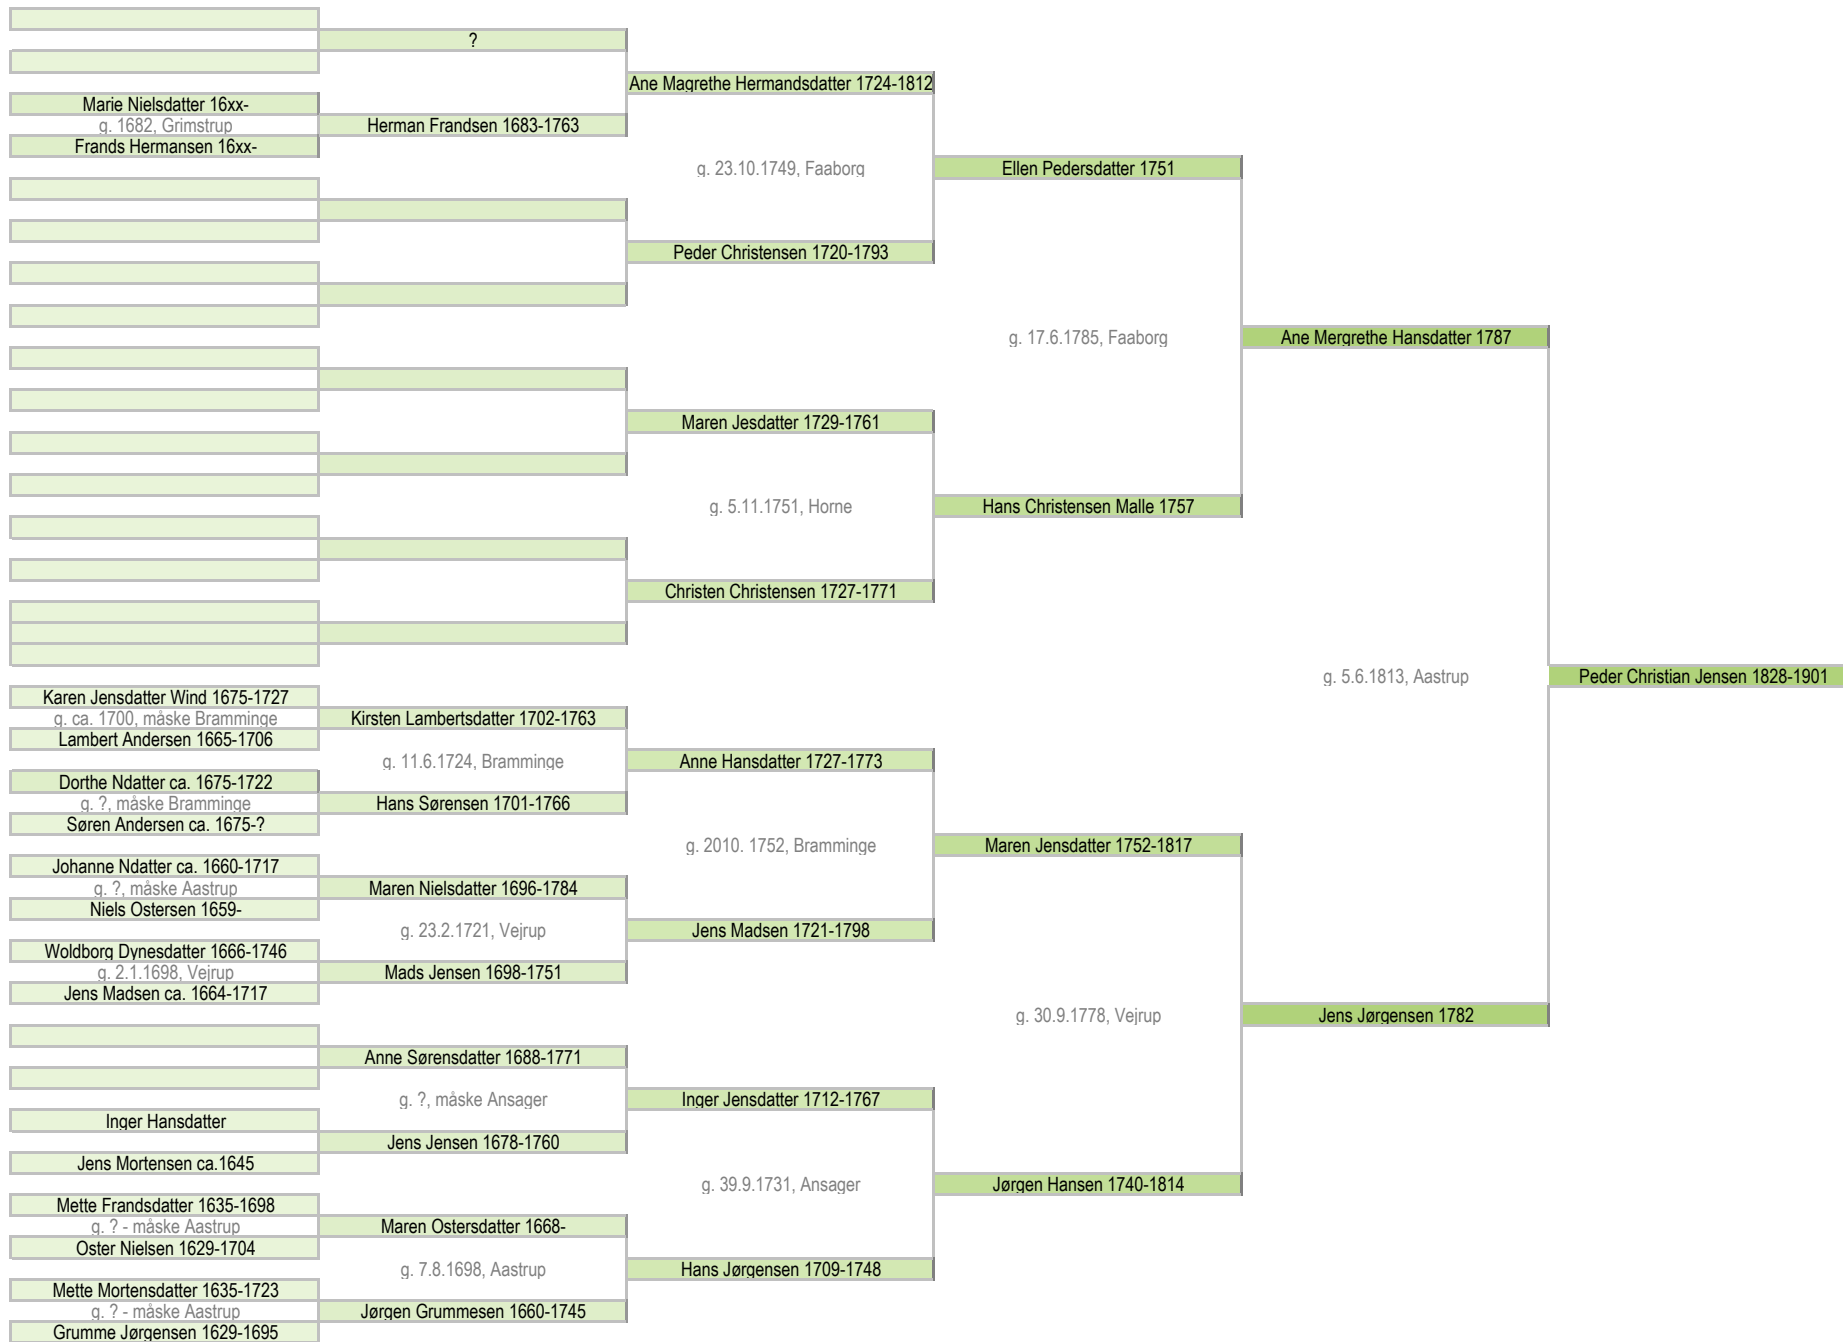 ?
Ane Magrethe Hermandsdatter 1724-1812
Marie Nielsdatter 16xx-
g. 1682, Grimstrup
Herman Frandsen 1683-1763
Frands Hermansen 16xx-
g. 23.10.1749, Faaborg
Ellen Pedersdatter 1751
Peder Christensen 1720-1793
g. 17.6.1785, Faaborg
Ane Mergrethe Hansdatter 1787
Maren Jesdatter 1729-1761
g. 5.11.1751, Horne
Hans Christensen Malle 1757
Christen Christensen 1727-1771
g. 5.6.1813, Aastrup
Peder Christian Jensen 1828-1901
Karen Jensdatter Wind 1675-1727
g. ca. 1700, måske Bramminge
Kirsten Lambertsdatter 1702-1763
Lambert Andersen 1665-1706
g. 11.6.1724, Bramminge
Anne Hansdatter 1727-1773
Dorthe Ndatter ca. 1675-1722
g. ?, måske Bramminge
Hans Sørensen 1701-1766
Søren Andersen ca. 1675-?
g. 2010. 1752, Bramminge
Maren Jensdatter 1752-1817
Johanne Ndatter ca. 1660-1717
g. ?, måske Aastrup
Maren Nielsdatter 1696-1784
Niels Ostersen 1659-
g. 23.2.1721, Vejrup
Jens Madsen 1721-1798
Woldborg Dynesdatter 1666-1746
g. 2.1.1698, Vejrup
Mads Jensen 1698-1751
Jens Madsen ca. 1664-1717
g. 30.9.1778, Vejrup
Jens Jørgensen 1782
Anne Sørensdatter 1688-1771
g. ?, måske Ansager
Inger Jensdatter 1712-1767
Inger Hansdatter
Jens Jensen 1678-1760
Jens Mortensen ca.1645
g. 39.9.1731, Ansager
Jørgen Hansen 1740-1814
Mette Frandsdatter 1635-1698
g. ? - måske Aastrup
Maren Ostersdatter 1668-
Oster Nielsen 1629-1704
g. 7.8.1698, Aastrup
Hans Jørgensen 1709-1748
Mette Mortensdatter 1635-1723
g. ? - måske Aastrup
Jørgen Grummesen 1660-1745
Grumme Jørgensen 1629-1695